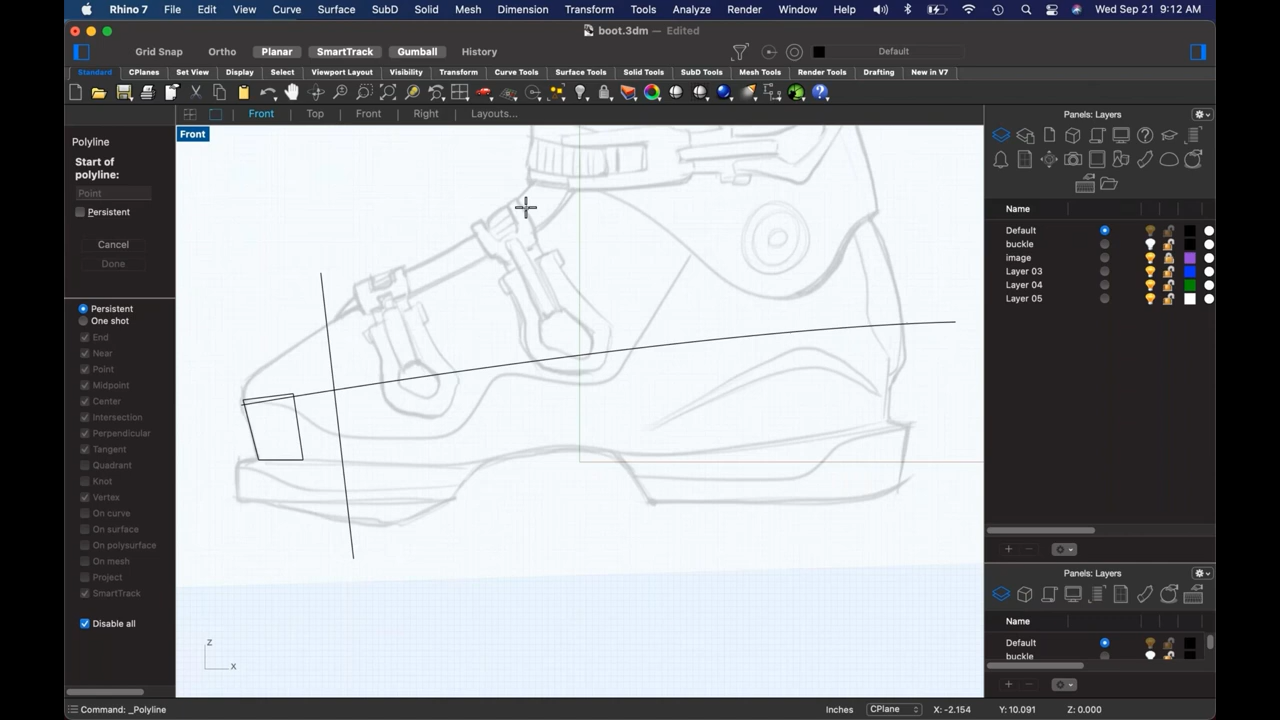 Rhino 7 File Edit View Curve Surface SubD Solid Mesh Dimension Transform Tools Analyze Render Window Help Wed Sep 21 9:12 AM
boot.3dm — Edited
Grid Snap Ortho Planar SmartTrack Gumball History Default
Standard CPlanes Set View Display Select Viewport Layout Visibility Transform Curve Tools Surface Tools Solid Tools SubD Tools Mesh Tools Render Tools Drafting New in V7
Front Top Front Right Layouts...
Panels: Layers
Front
Polyline
Start of
polyline:
Point
Persistent
Cancel
Done
Persistent
One shot
End
Near
Point
Midpoint
Center
Intersection
Perpendicular
Tangent
Quadrant
Knot
Vertex
On curve
On surface
On polysurface
On mesh
Project
SmartTrack
Disable all
Z
X
Name
Default
buckle
image
Layer 03
Layer 04
Layer 05
Panels: Layers
Name
Default
buckle
Command: _Polyline
Inches CPlane X: -2.154 Y: 10.091 Z: 0.000